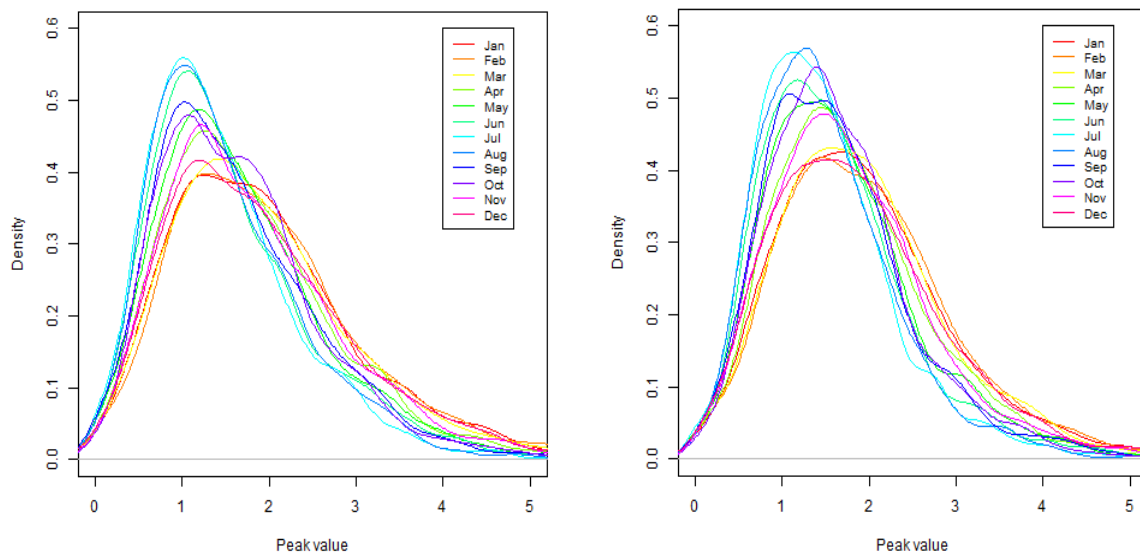 0.6
0.5
0.4
0.3
0.2
0.1
0.0
Density
0 1 2 3 4 5
Peak value
Jan
Feb
Mar
Apr
May
Jun
Jul
Aug
Sep
Oct
Nov
Dec
0.6
0.5
0.4
0.3
0.2
0.1
0.0
Density
0 1 2 3 4 5
Peak value
Jan
Feb
Mar
Apr
May
Jun
Jul
Aug
Sep
Oct
Nov
Dec